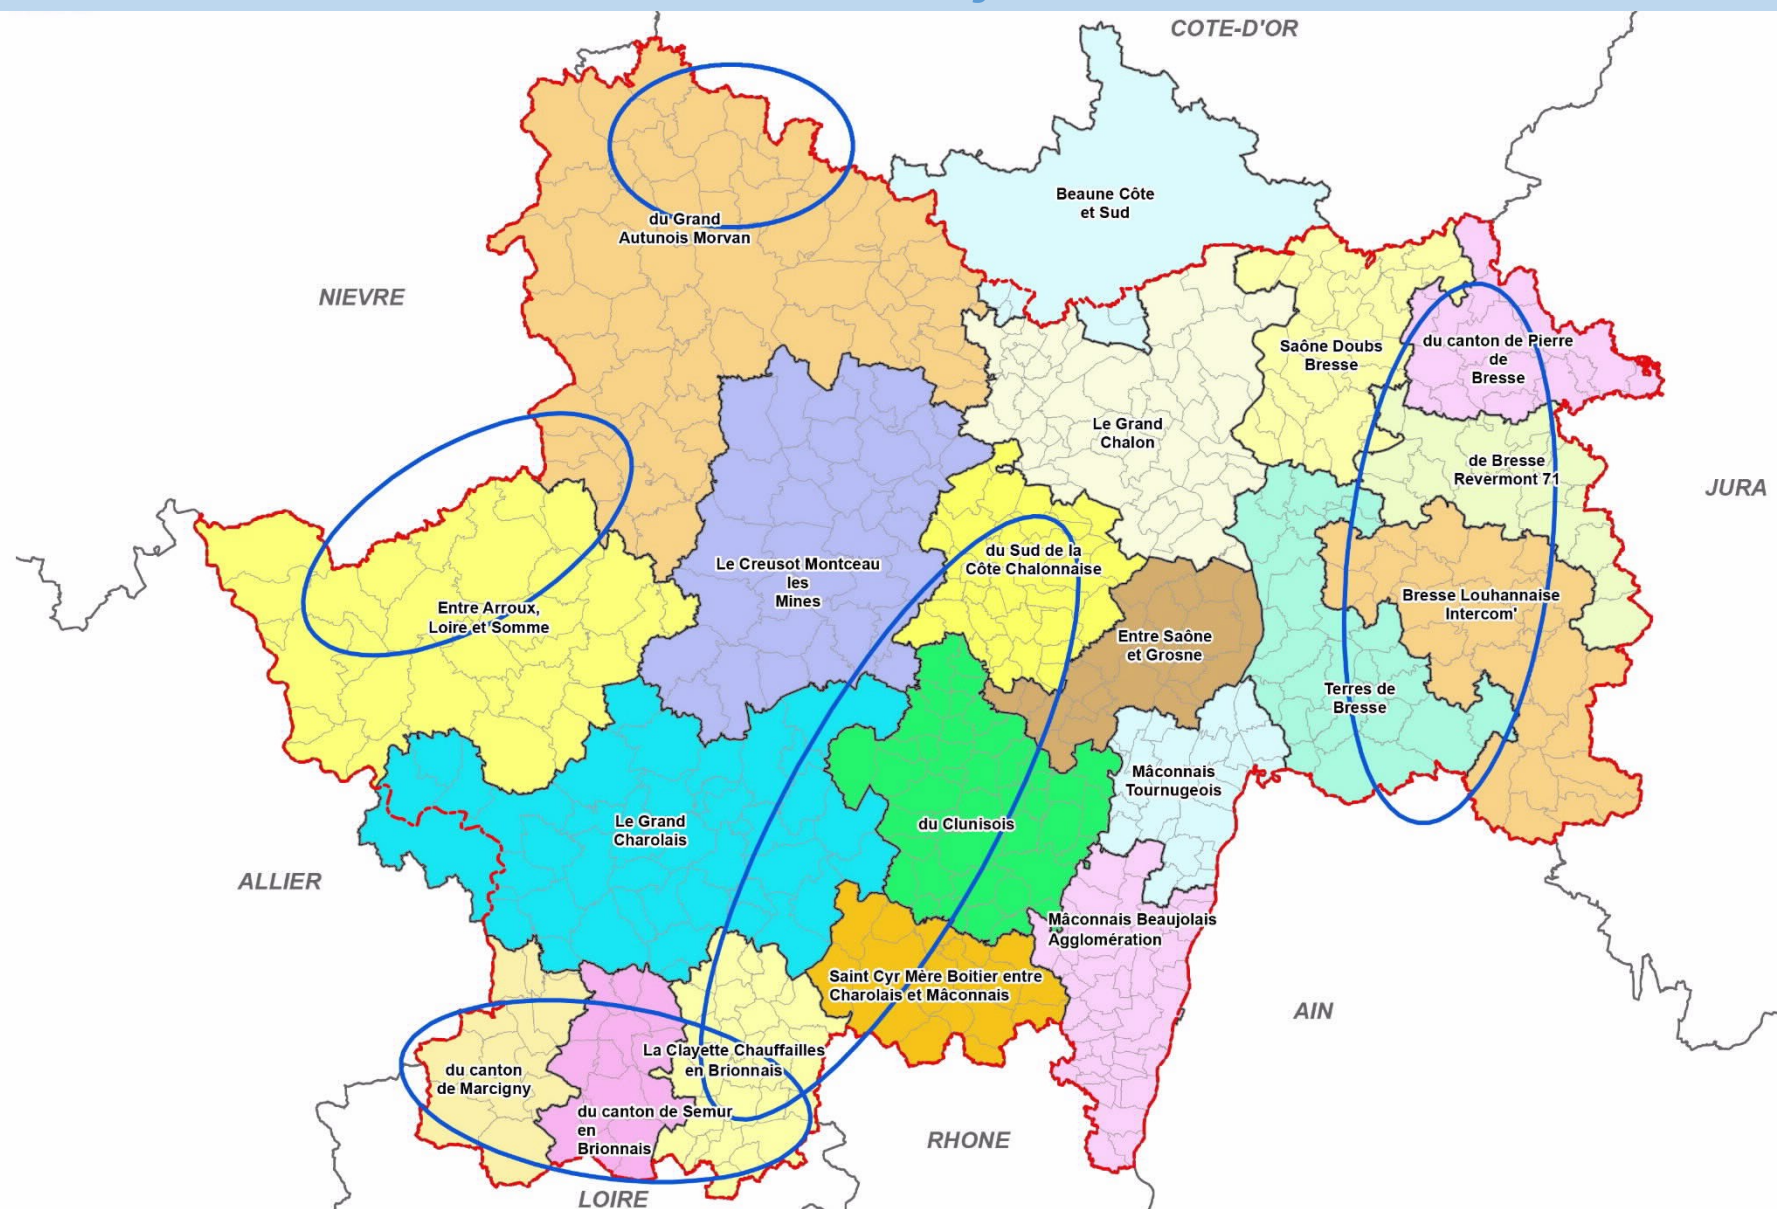 COTE-D'OR
Beaune Côte
et Sud
du Grand
Autunois Morvan
NIEVRE
Saône Doubs
Bresse
du canton de Pierre
de
Bresse
Le Grand
Chalon
de Bresse
Revermont 71
JURA
du Sud de la
Côte Chalonnaise
Le Creusot Montceau
les
Mines
Entre Arroux,
Loire et Somme
Bresse Louhannaise
Intercom'
Entre Saône
et Grosne
Terres de
Bresse
Mâconnais
Tournugeois
Le Grand
Charolais
du Clunisois
ALLIER
Mâconnais Beaujolais
Agglomération
Saint Cyr Mère Boitier entre
Charolais et Mâconnais
AIN
La Clayette Chauffailles
en Brionnais
du canton
de Marcigny
du canton de Semur
en
Brionnais
RHONE
LOIRE